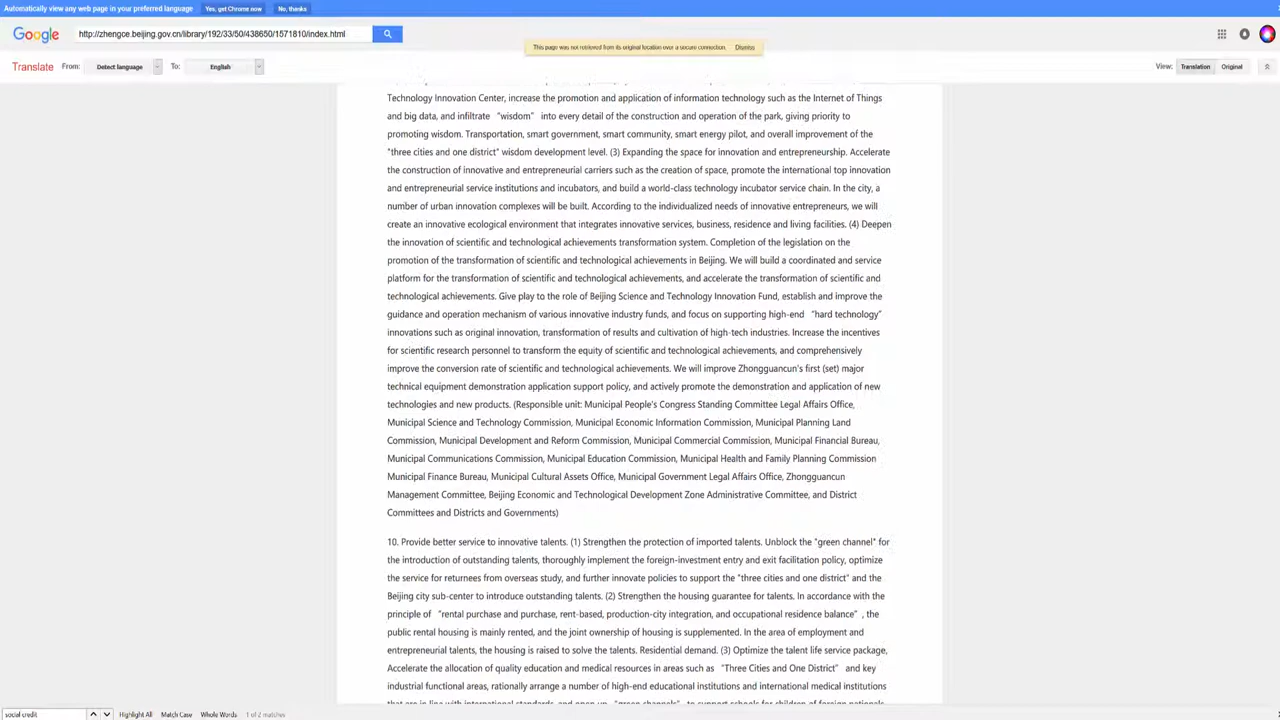 Automatically view any web page in your preferred language Yes, get Chrome now No, thanks
Google http://zhengce.beijing.gov.cn/library/192/33/50/438650/1571810/index.html
This page was not retrieved from its original location over a secure connection. Dismiss
Translate From: Detect language To: English View: Translation Original
Technology Innovation Center, increase the promotion and application of information technology such as the Internet of Things
and big data, and infiltrate "wisdom" into every detail of the construction and operation of the park, giving priority to
promoting wisdom. Transportation, smart government, smart community, smart energy pilot, and overall improvement of the
"three cities and one district" wisdom development level. (3) Expanding the space for innovation and entrepreneurship. Accelerate
the construction of innovative and entrepreneurial carriers such as the creation of space, promote the international top innovation
and entrepreneurial service institutions and incubators, and build a world-class technology incubator service chain. In the city, a
number of urban innovation complexes will be built. According to the individualized needs of innovative entrepreneurs, we will
create an innovative ecological environment that integrates innovative services, business, residence and living facilities. (4) Deepen
the innovation of scientific and technological achievements transformation system. Completion of the legislation on the
promotion of the transformation of scientific and technological achievements in Beijing. We will build a coordinated and service
platform for the transformation of scientific and technological achievements, and accelerate the transformation of scientific and
technological achievements. Give play to the role of Beijing Science and Technology Innovation Fund, establish and improve the
guidance and operation mechanism of various innovative industry funds, and focus on supporting high-end "hard technology"
innovations such as original innovation, transformation of results and cultivation of high-tech industries. Increase the incentives
for scientific research personnel to transform the equity of scientific and technological achievements, and comprehensively
improve the conversion rate of scientific and technological achievements. We will improve Zhongguancun's first (set) major
technical equipment demonstration application support policy, and actively promote the demonstration and application of new
technologies and new products. (Responsible unit: Municipal People's Congress Standing Committee Legal Affairs Office,
Municipal Science and Technology Commission, Municipal Economic Information Commission, Municipal Planning Land
Commission, Municipal Development and Reform Commission, Municipal Commercial Commission, Municipal Financial Bureau,
Municipal Communications Commission, Municipal Education Commission, Municipal Health and Family Planning Commission
Municipal Finance Bureau, Municipal Cultural Assets Office, Municipal Government Legal Affairs Office, Zhongguancun
Management Committee, Beijing Economic and Technological Development Zone Administrative Committee, and District
Committees and Districts and Governments)
10. Provide better service to innovative talents. (1) Strengthen the protection of imported talents. Unblock the "green channel" for
the introduction of outstanding talents, thoroughly implement the foreign-investment entry and exit facilitation policy, optimize
the service for returnees from overseas study, and further innovate policies to support the "three cities and one district" and the
Beijing city sub-center to introduce outstanding talents. (2) Strengthen the housing guarantee for talents. In accordance with the
principle of "rental purchase and purchase, rent-based, production-city integration, and occupational residence balance" , the
public rental housing is mainly rented, and the joint ownership of housing is supplemented. In the area of employment and
entrepreneurial talents, the housing is raised to solve the talents. Residential demand. (3) Optimize the talent life service package,
Accelerate the allocation of quality education and medical resources in areas such as "Three Cities and One District" and key
industrial functional areas, rationally arrange a number of high-end educational institutions and international medical institutions
that are in line with international standards, and open up "green channels" to support schools for children of foreign nationals
social credit Highlight All Match Case Whole Words 1 of 2 matches